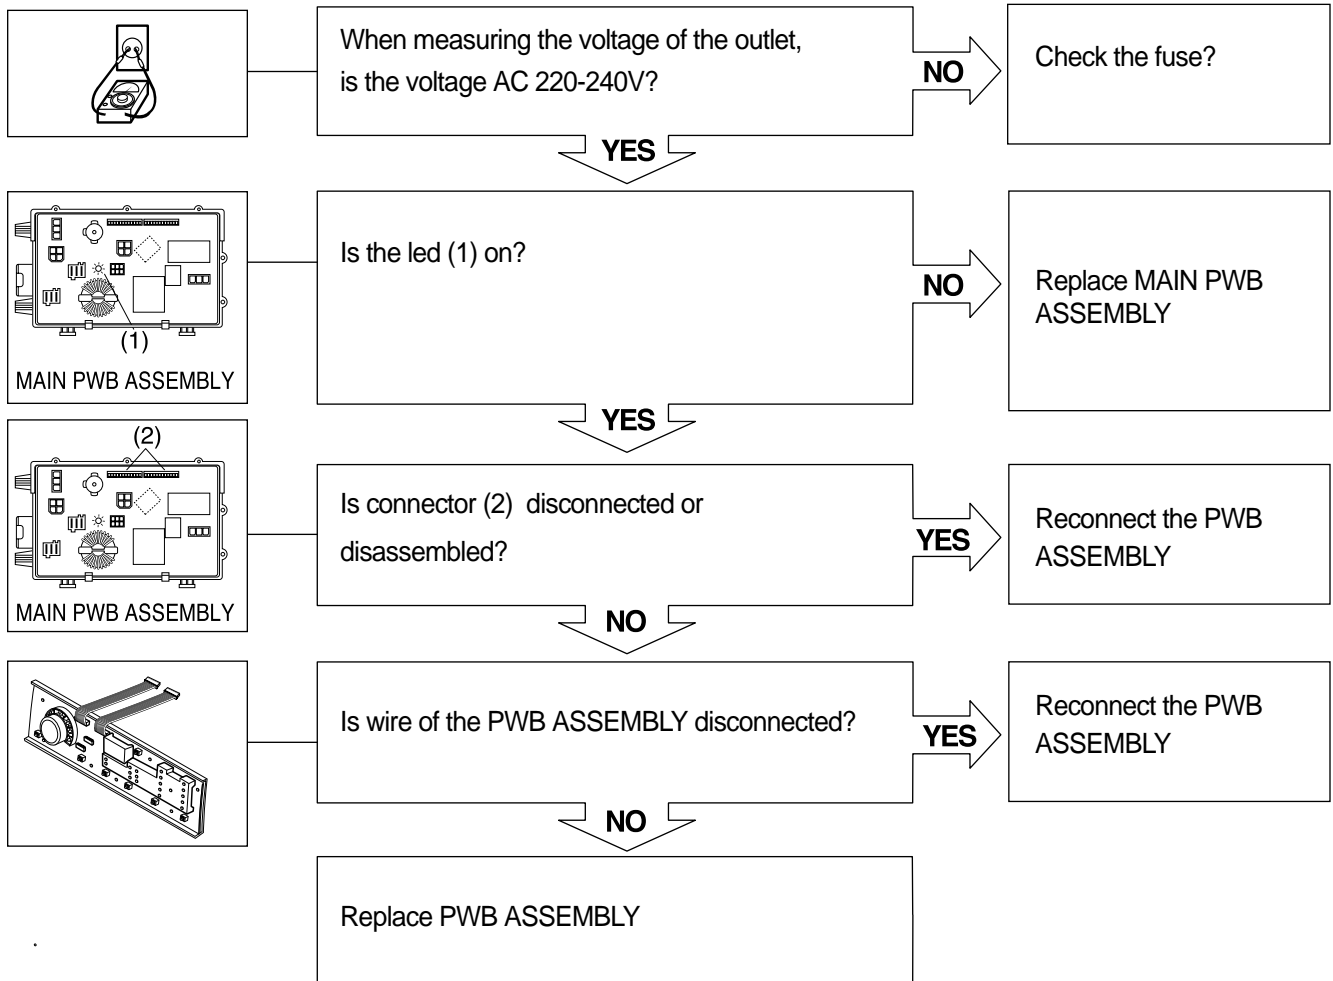 When measuring the voltage of the outlet,
is the voltage AC 220-240V?
NO
Check the fuse?
YES
(1)
MAIN PWB ASSEMBLY
Is the led (1) on?
NO
Replace MAIN PWB
ASSEMBLY
YES
(2)
MAIN PWB ASSEMBLY
Is connector (2) disconnected or
disassembled?
YES
Reconnect the PWB
ASSEMBLY
NO
Is wire of the PWB ASSEMBLY disconnected?
YES
Reconnect the PWB
ASSEMBLY
NO
Replace PWB ASSEMBLY
.